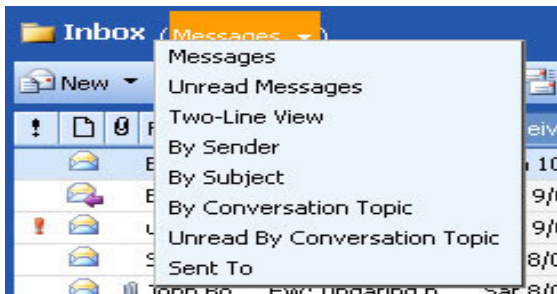 Inbox (Messages)
Messages
New
Unread Messages
Two-Line View
By Sender
By Subject
By Conversation Topic
Unread By Conversation Topic
Sent To